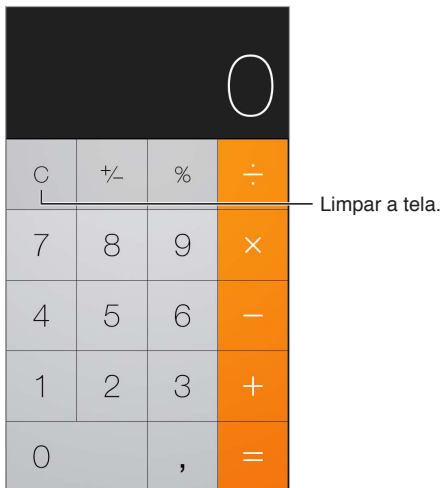 0
C +/− % ÷
Limpar a tela.
7 8 9 ×
4 5 6 −
1 2 3 +
0 , =